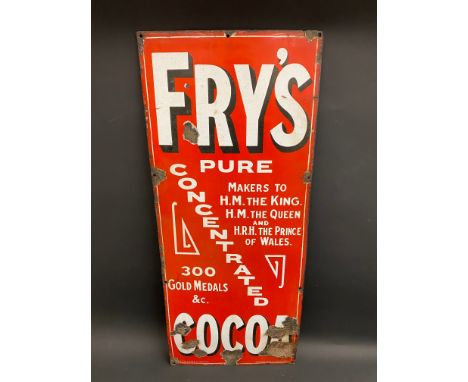 FRY'S
PURE
CONCENTRATED
MAKERS TO
H.M. THE KING.
H.M. THE QUEEN
AND
H.R.H. THE PRINCE
OF WALES.
300
GOLD MEDALS
&c.
COCOA